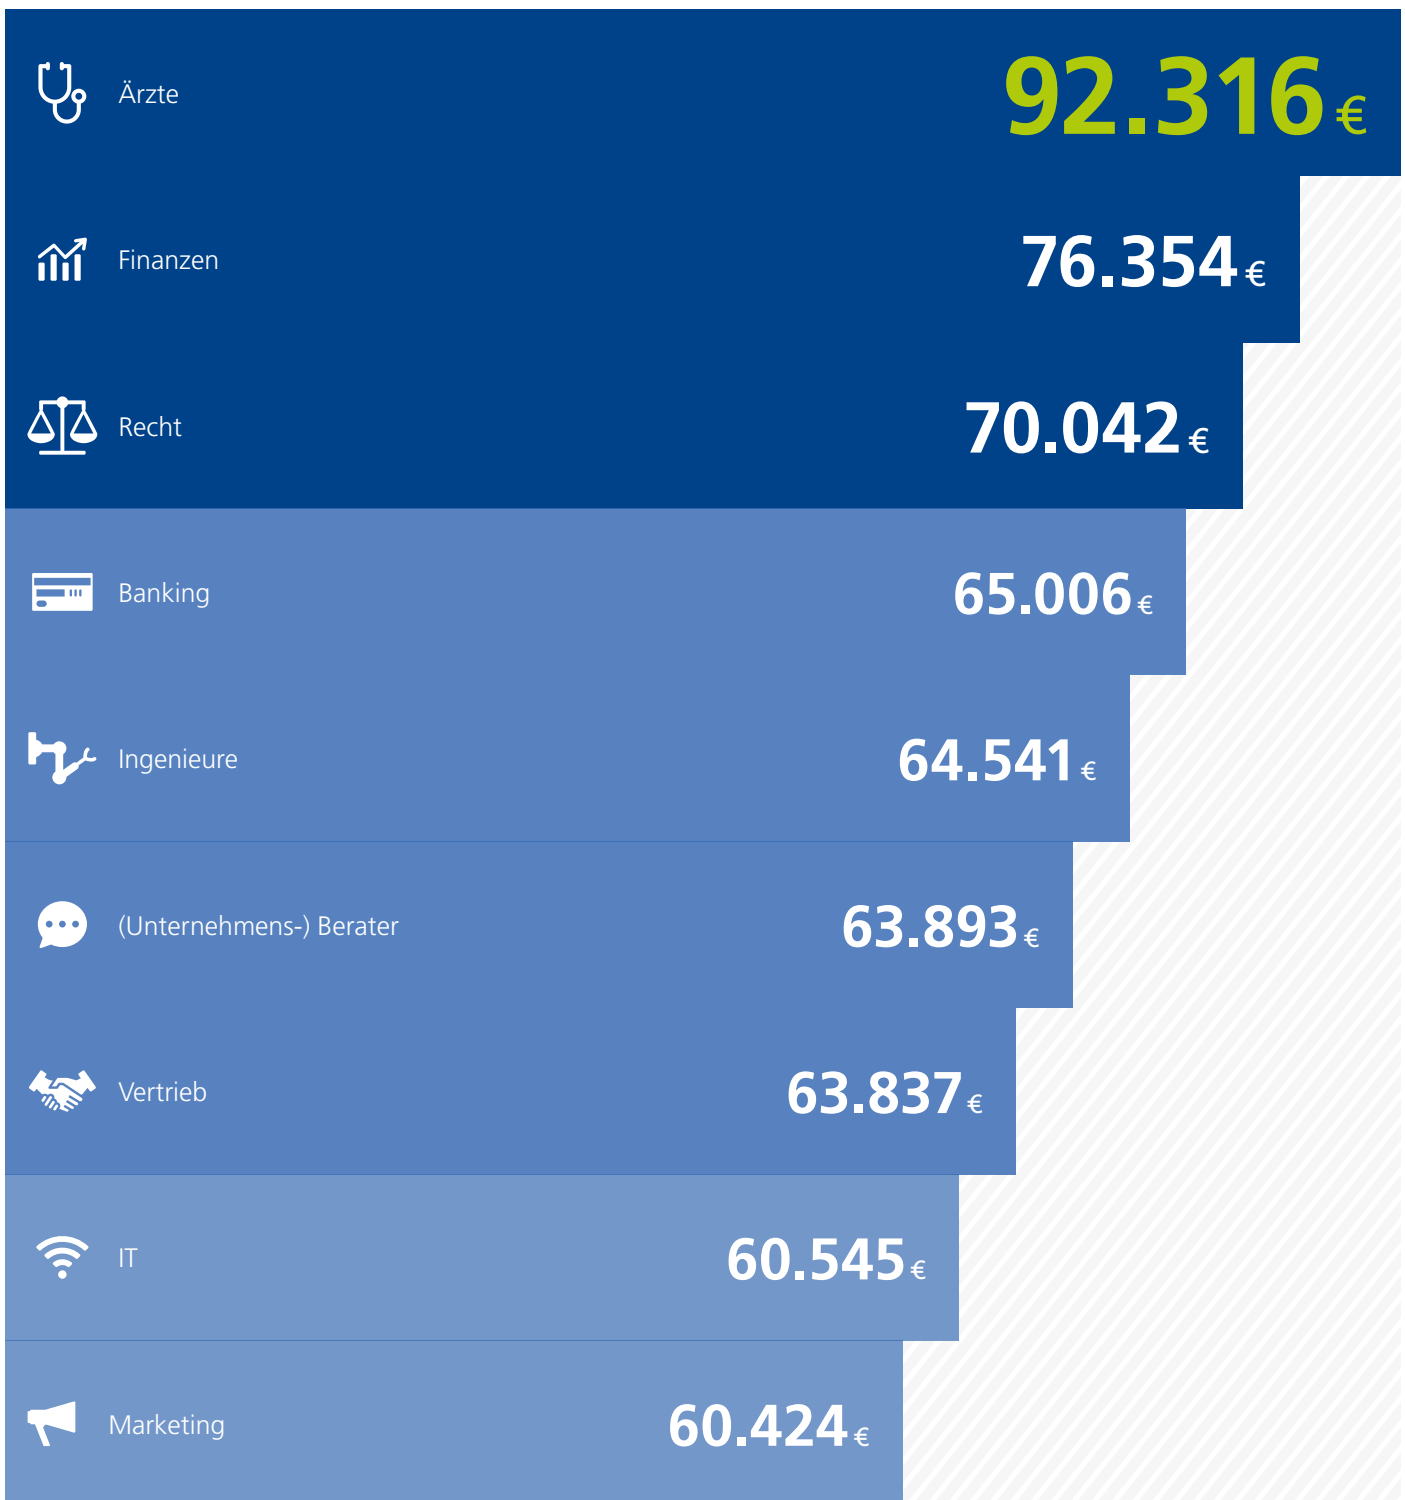 Ärzte 92.316 €
Finanzen 76.354 €
Recht 70.042 €
Banking 65.006 €
Ingenieure 64.541 €
(Unternehmens-) Berater 63.893 €
Vertrieb 63.837 €
IT 60.545 €
Marketing 60.424 €